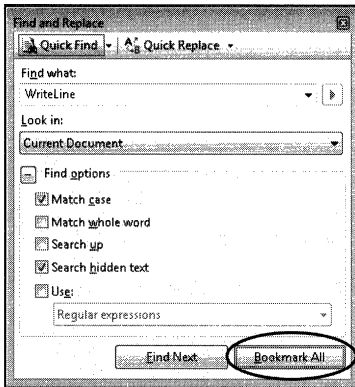 Find and Replace
Quick Find
Quick Replace
Find what:
WriteLine
Look in:
Current Document
Find options
Match case
Match whole word
Search up
Search hidden text
Use:
Regular expressions
Find Next
Bookmark All